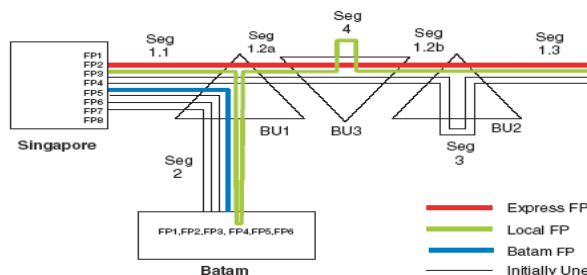 Seg
1.1
Seg
1.2a
Seg
4
Seg
1.2b
Seg
1.3
FP1
FP2
FP3
FP4
FP5
FP6
FP7
FP8
Singapore
BU1
BU3
BU2
Seg
2
Seg
3
FP1,FP2,FP3, FP4,FP5,FP6
Batam
Express FP
Local FP
Batam FP
Initially Une